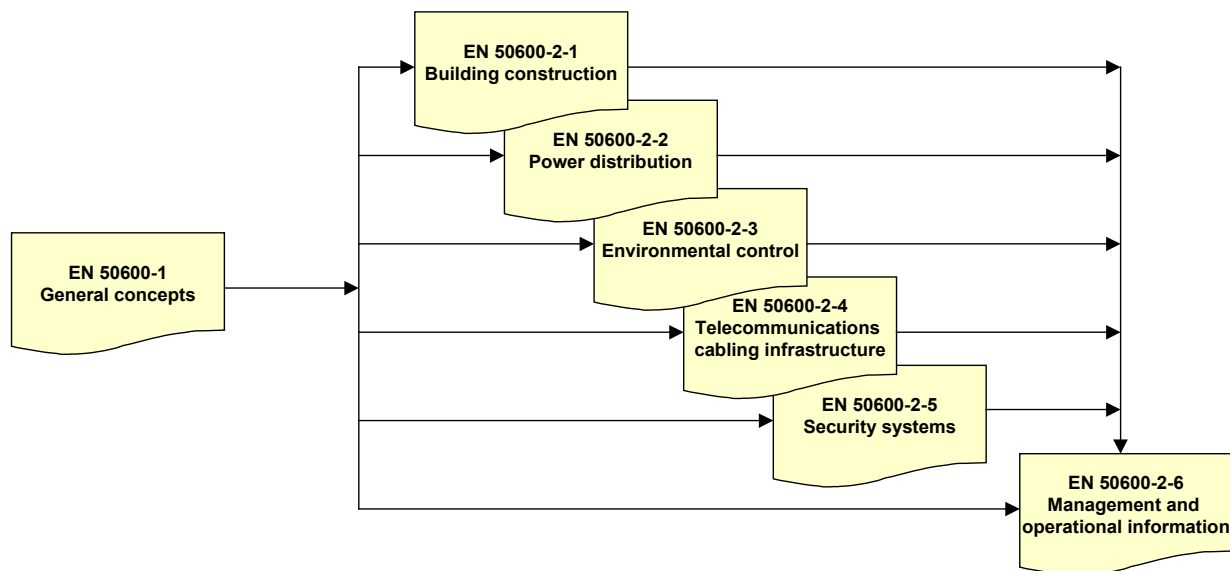 EN 50600-2-1
Building construction
EN 50600-2-2
Power distribution
EN 50600-2-3
Environmental control
EN 50600-1
General concepts
EN 50600-2-4
Telecommunications
cabling infrastructure
EN 50600-2-5
Security systems
EN 50600-2-6
Management and
operational information